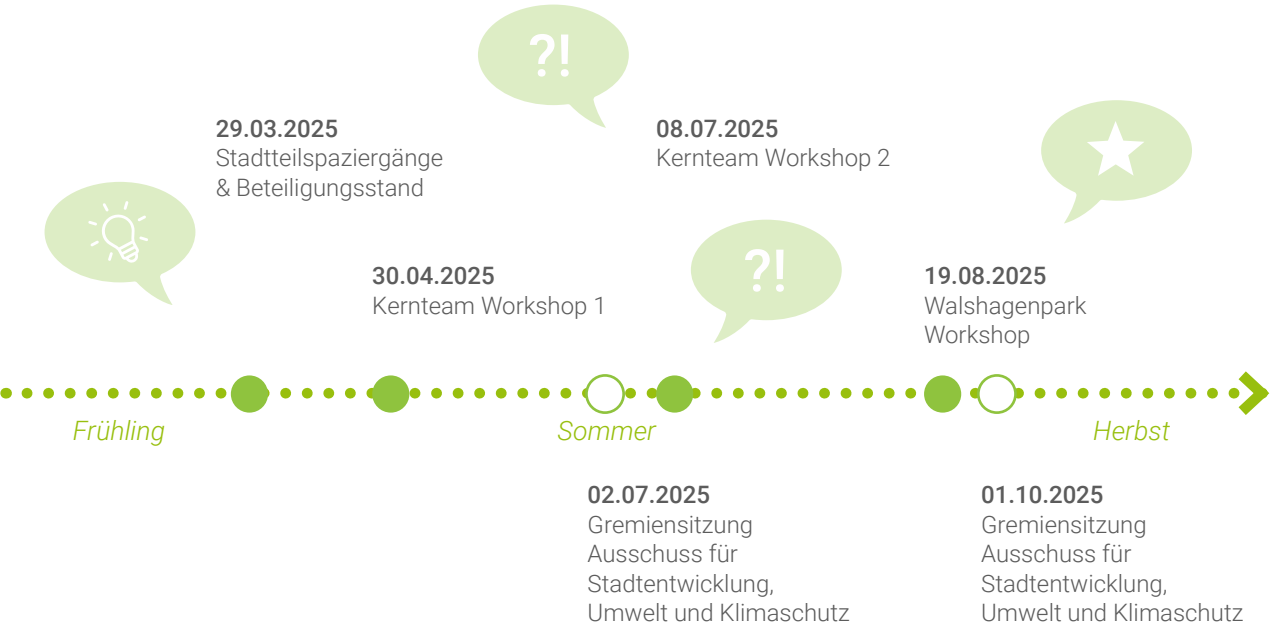 ?!
29.03.2025
Stadtteilspaziergänge
& Beteiligungsstand
08.07.2025
Kernteam Workshop 2
30.04.2025
Kernteam Workshop 1
?!
19.08.2025
Walshagenpark
Workshop
Frühling
Sommer
Herbst
02.07.2025
Gremiensitzung
Ausschuss für
Stadtentwicklung,
Umwelt und Klimaschutz
01.10.2025
Gremiensitzung
Ausschuss für
Stadtentwicklung,
Umwelt und Klimaschutz